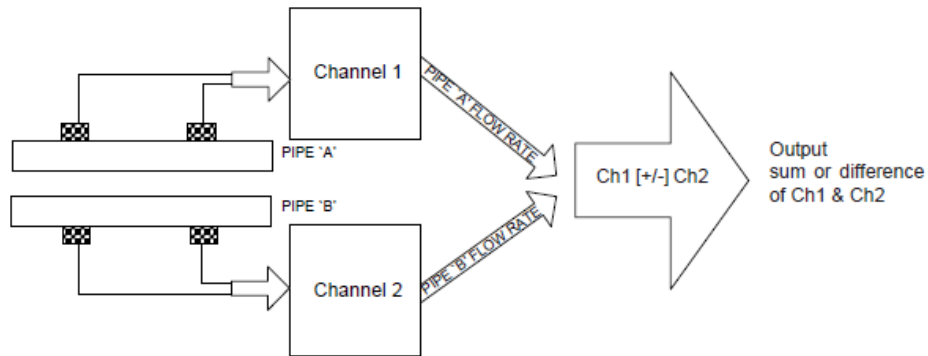 Channel 1
PIPE "A"
PIPE "A" FLOW RATE
Ch1 [+/-] Ch2
Output
sum or difference
of Ch1 & Ch2
PIPE "B"
PIPE "B" FLOW RATE
Channel 2